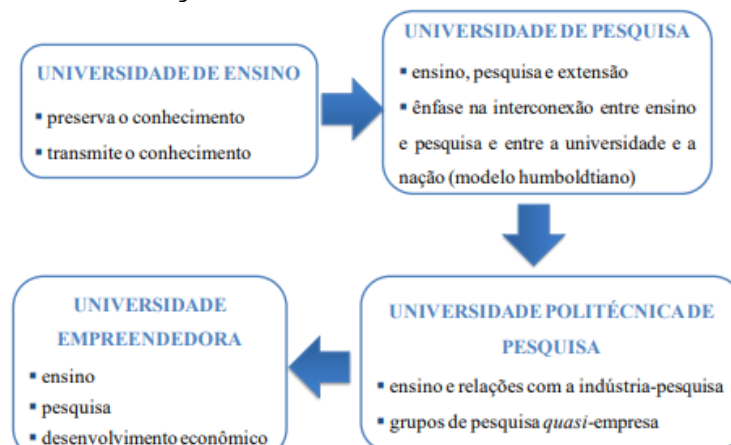 UNIVERSIDADE DE ENSINO
▪ preserva o conhecimento
▪ transmite o conhecimento
UNIVERSIDADE DE PESQUISA
▪ ensino, pesquisa e extensão
▪ ênfase na interconexão entre ensino
e pesquisa e entre a universidade e a
nação (modelo humboldtiano)
UNIVERSIDADE POLITÉCNICA DE
PESQUISA
▪ ensino e relações com a indústria-pesquisa
▪ grupos de pesquisa quasi-empresa
UNIVERSIDADE
EMPREENDEDORA
▪ ensino
▪ pesquisa
▪ desenvolvimento econômico